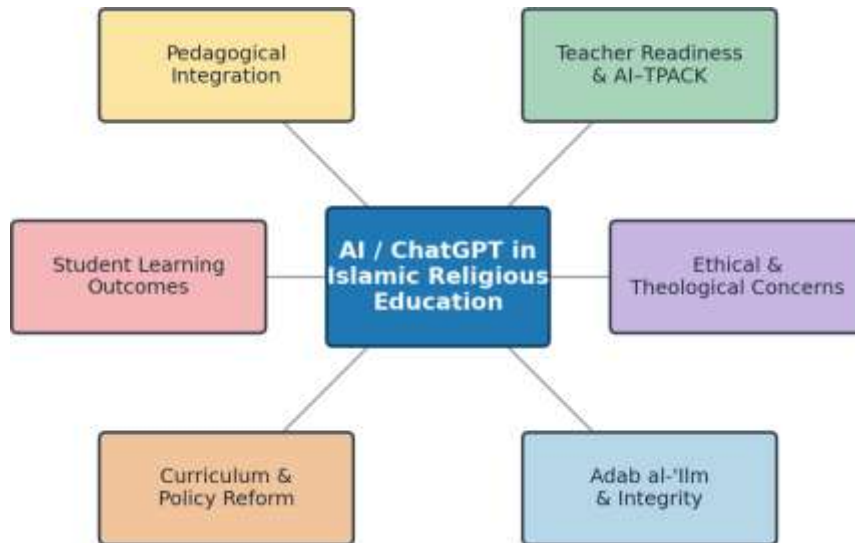 Pedagogical
Integration
Teacher Readiness
& AI–TPACK
Student Learning
Outcomes
AI / ChatGPT in
Islamic Religious
Education
Ethical &
Theological Concerns
Curriculum &
Policy Reform
Adab al-'Ilm
& Integrity